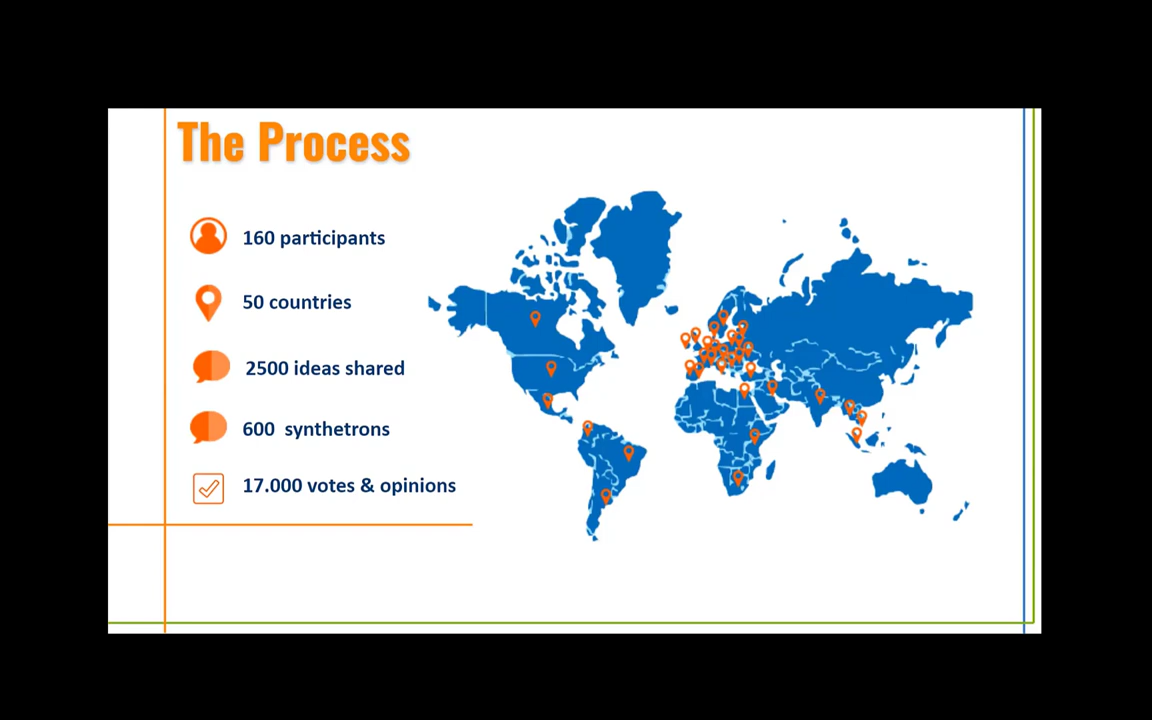 The Process
160 participants
50 countries
2500 ideas shared
600  synthetrons
17.000 votes & opinions